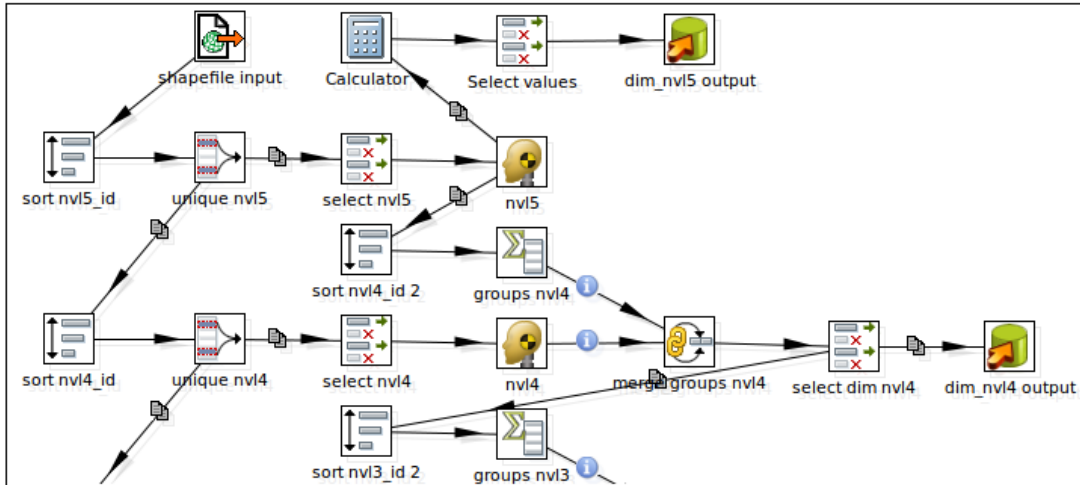 shapefile input
Calculator
Select values
dim_nvl5 output
sort nvl5_id
unique nvl5
select nvl5
nvl5
sort nvl4_id 2
groups nvl4
sort nvl4_id
unique nvl4
select nvl4
nvl4
merge groups nvl4
select dim nvl4
dim_nvl4 output
sort nvl3_id 2
groups nvl3